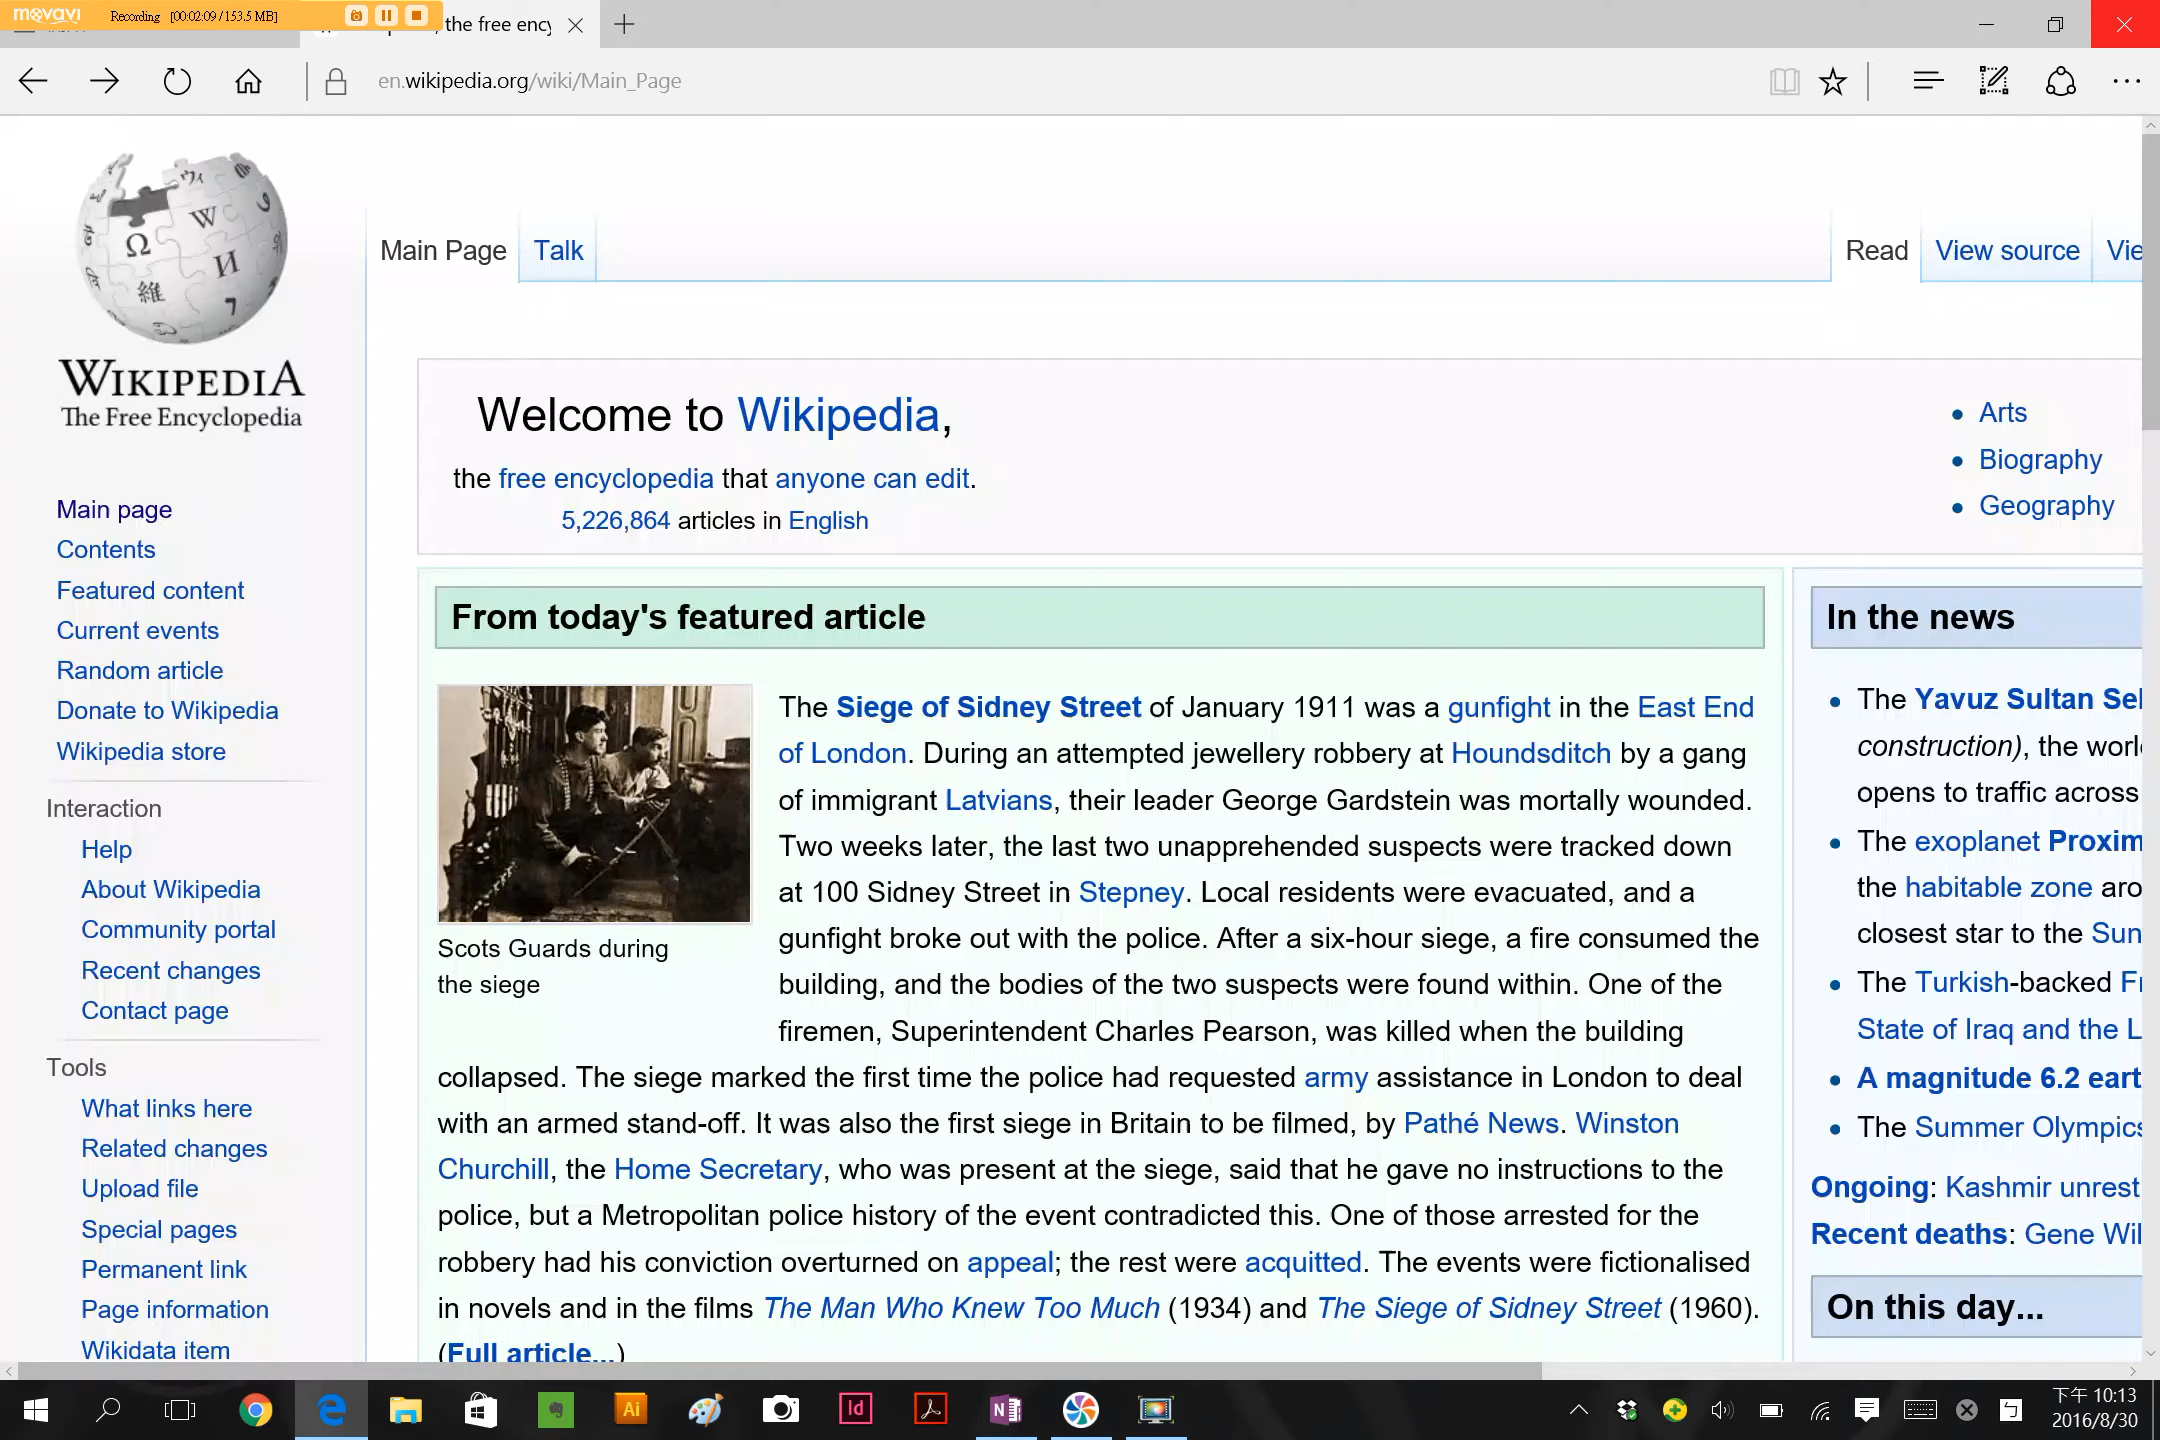 movavi Recording [00:02:09 / 153.5 MB]
the free ency
en.wikipedia.org/wiki/Main_Page
WIKIPEDIA
The Free Encyclopedia
Main page
Contents
Featured content
Current events
Random article
Donate to Wikipedia
Wikipedia store
Interaction
Help
About Wikipedia
Community portal
Recent changes
Contact page
Tools
What links here
Related changes
Upload file
Special pages
Permanent link
Page information
Wikidata item
Main Page Talk
Read View source Vie
Welcome to Wikipedia,
the free encyclopedia that anyone can edit.
5,226,864 articles in English
Arts
Biography
Geography
From today's featured article
Scots Guards during
the siege
The Siege of Sidney Street of January 1911 was a gunfight in the East End
of London. During an attempted jewellery robbery at Houndsditch by a gang
of immigrant Latvians, their leader George Gardstein was mortally wounded.
Two weeks later, the last two unapprehended suspects were tracked down
at 100 Sidney Street in Stepney. Local residents were evacuated, and a
gunfight broke out with the police. After a six-hour siege, a fire consumed the
building, and the bodies of the two suspects were found within. One of the
firemen, Superintendent Charles Pearson, was killed when the building
collapsed. The siege marked the first time the police had requested army assistance in London to deal
with an armed stand-off. It was also the first siege in Britain to be filmed, by Pathé News. Winston
Churchill, the Home Secretary, who was present at the siege, said that he gave no instructions to the
police, but a Metropolitan police history of the event contradicted this. One of those arrested for the
robbery had his conviction overturned on appeal; the rest were acquitted. The events were fictionalised
in novels and in the films The Man Who Knew Too Much (1934) and The Siege of Sidney Street (1960).
(Full article...)
In the news
The Yavuz Sultan Sel
construction), the worl
opens to traffic across
The exoplanet Proxim
the habitable zone aro
closest star to the Sun
The Turkish-backed Fr
State of Iraq and the L
A magnitude 6.2 eart
The Summer Olympics
Ongoing: Kashmir unrest
Recent deaths: Gene Wil
On this day...
下午 10:13
2016/8/30